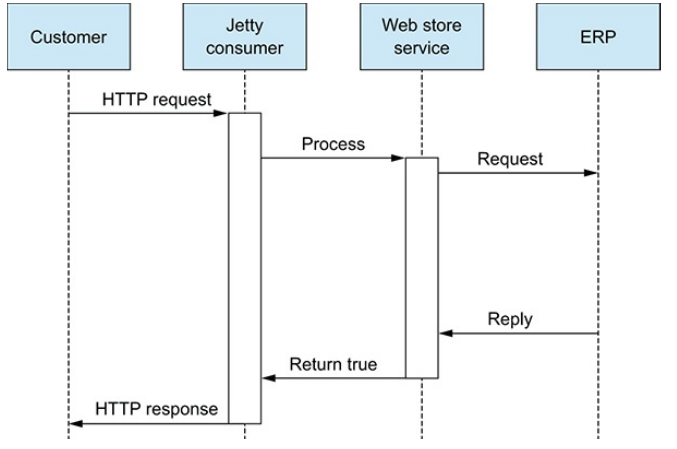 Customer
Jetty
consumer
Web store
service
ERP
HTTP request
Process
Request
Reply
Return true
HTTP response